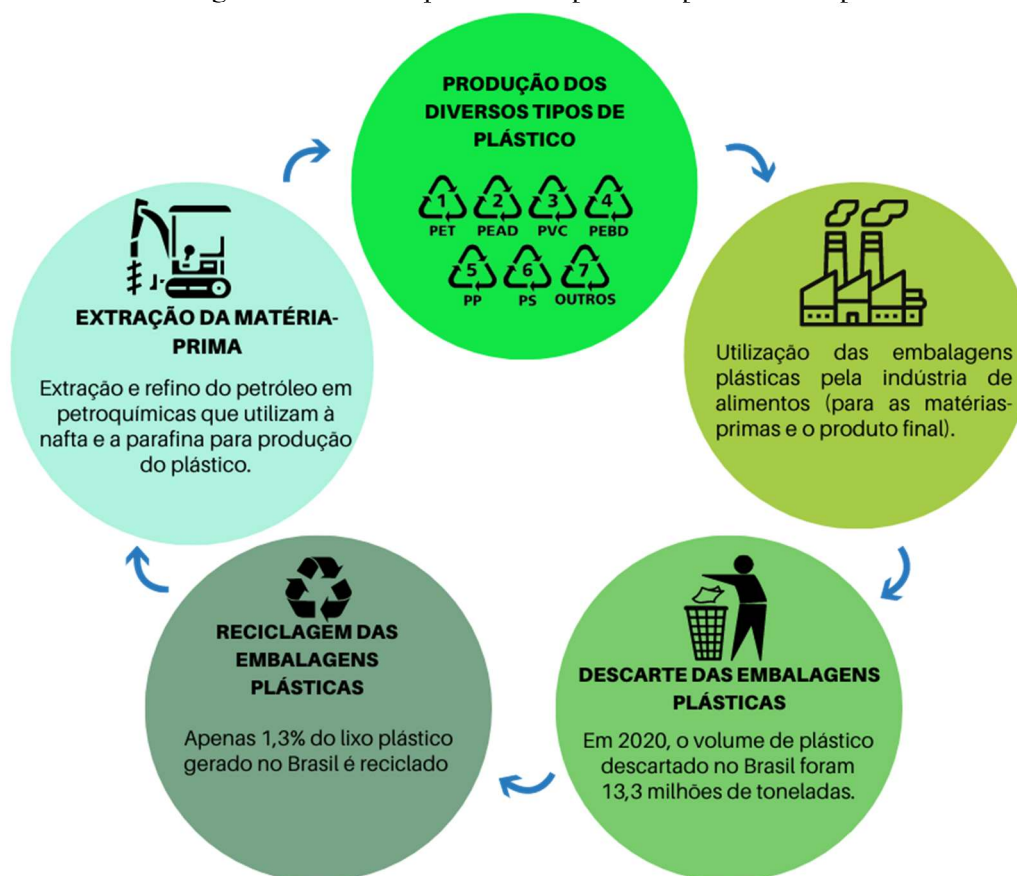 PRODUÇÃO DOS
DIVERSOS TIPOS DE
PLÁSTICO
1 2 3 4
PET PEAD PVC PEBD
5 6 7
PP PS OUTROS
EXTRAÇÃO DA MATÉRIA-
PRIMA
Extração e refino do petróleo em
petroquímicas que utilizam à
nafta e a parafina para produção
do plástico.
Utilização das embalagens
plásticas pela indústria de
alimentos (para as matérias-
primas e o produto final).
RECICLAGEM DAS
EMBALAGENS
PLÁSTICAS
Apenas 1,3% do lixo plástico
gerado no Brasil é reciclado
DESCARTE DAS EMBALAGENS
PLÁSTICAS
Em 2020, o volume de plástico
descartado no Brasil foram
13,3 milhões de toneladas.